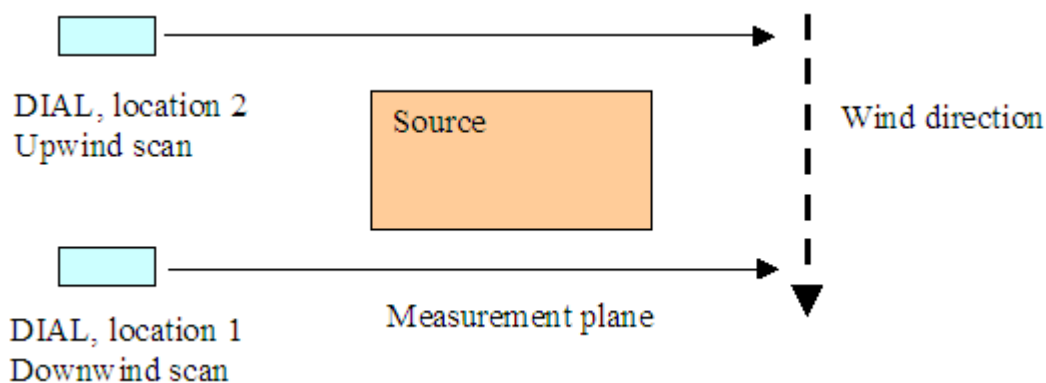 DIAL, location 2
Upwind scan
Source
Wind direction
Measurement plane
DIAL, location 1
Downwind scan